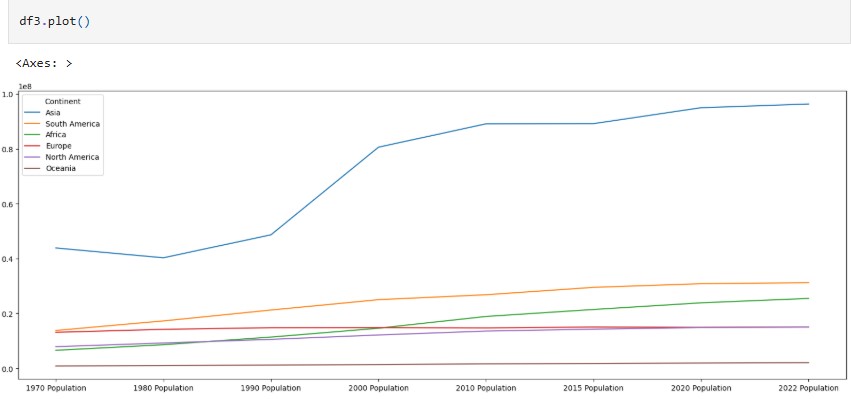 df3.plot()
<Axes: >
1e8
Continent
Asia
South America
Africa
Europe
North America
Oceania
1.0
0.8
0.6
0.4
0.2
0.0
1970 Population 1980 Population 1990 Population 2000 Population 2010 Population 2015 Population 2020 Population 2022 Population